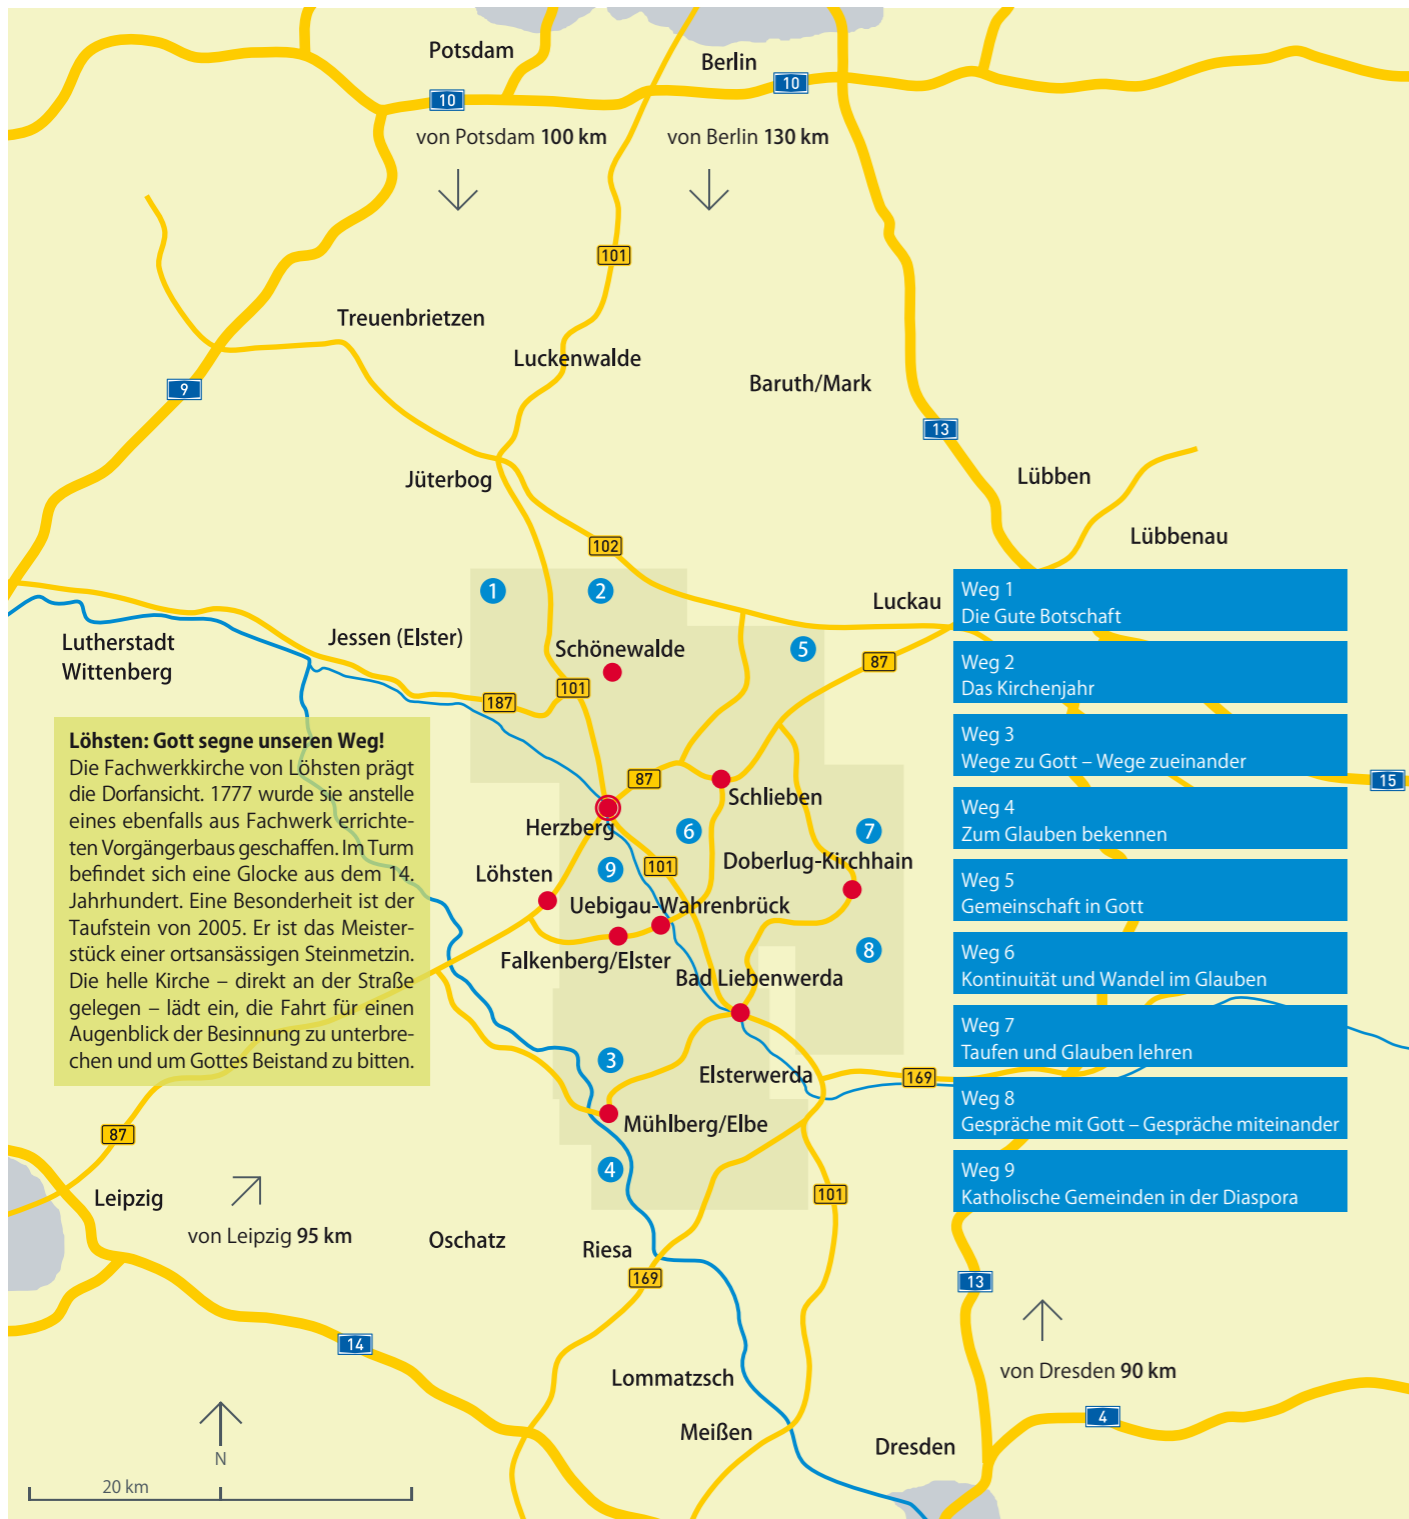 Potsdam
Berlin
10
10
von Potsdam 100 km
von Berlin 130 km
101
Treuenbrietzen
Luckenwalde
Baruth/Mark
9
13
Jüterbog
Lübben
Lübbenau
102
1
2
Luckau
Lutherstadt
Wittenberg
Jessen (Elster)
Schönewalde
5
87
187
101
Löhsten: Gott segne unseren Weg!
Die Fachwerkkirche von Löhsten prägt
die Dorfansicht. 1777 wurde sie anstelle
eines ebenfalls aus Fachwerk errichte-
ten Vorgängerbaus geschaffen. Im Turm
befindet sich eine Glocke aus dem 14.
Jahrhundert. Eine Besonderheit ist der
Taufstein von 2005. Er ist das Meister-
stück einer ortsansässigen Steinmetzin.
Die helle Kirche – direkt an der Straße
gelegen – lädt ein, die Fahrt für einen
Augenblick der Besinnung zu unterbre-
chen und um Gottes Beistand zu bitten.
87
Schlieben
Herzberg
6
7
Doberlug-Kirchhain
101
9
Löhsten
Uebigau-Wahrenbrück
Falkenberg/Elster
8
Bad Liebenwerda
3
Elsterwerda
169
Mühlberg/Elbe
4
101
Weg 1
Die Gute Botschaft
Weg 2
Das Kirchenjahr
Weg 3
Wege zu Gott – Wege zueinander
15
Weg 4
Zum Glauben bekennen
Weg 5
Gemeinschaft in Gott
Weg 6
Kontinuität und Wandel im Glauben
Weg 7
Taufen und Glauben lehren
Weg 8
Gespräche mit Gott – Gespräche miteinander
Weg 9
Katholische Gemeinden in der Diaspora
87
Leipzig
von Leipzig 95 km
Oschatz
Riesa
169
13
14
Lommatzsch
von Dresden 90 km
4
Meißen
Dresden
N
20 km